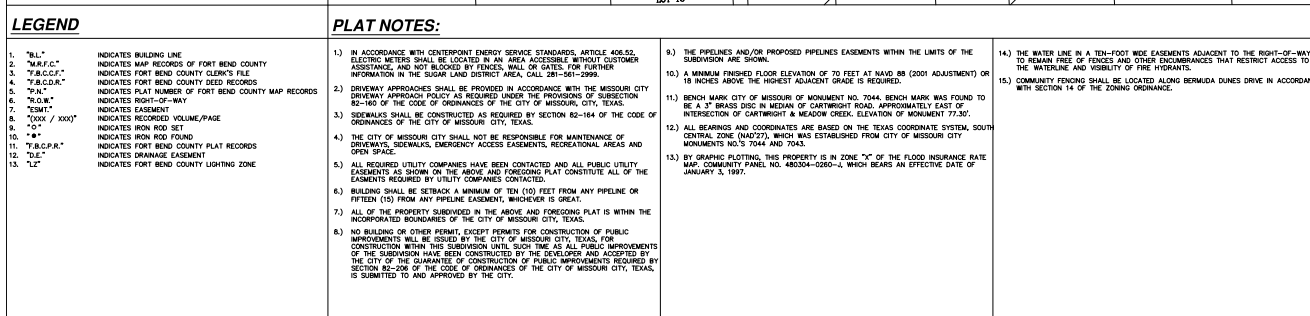 LOT 16
LEGEND
1. "B.L." INDICATES BUILDING LINE
2. "M.R.F.C." INDICATES MAP RECORDS OF FORT BEND COUNTY
3. "F.B.C.C.F." INDICATES FORT BEND COUNTY CLERK'S FILE
4. "F.B.C.D.R." INDICATES FORT BEND COUNTY DEED RECORDS
5. "P.N." INDICATES PLAT NUMBER OF FORT BEND COUNTY MAP RECORDS
6. "R.O.W." INDICATES RIGHT-OF-WAY
7. "ESMT." INDICATES EASEMENT
8. "(XXX / XXX)" INDICATES RECORDED VOLUME/PAGE
9. "O" INDICATES IRON ROD SET
10. "●" INDICATES IRON ROD FOUND
11. "F.B.C.P.R." INDICATES FORT BEND COUNTY PLAT RECORDS
12. "D.E." INDICATES DRAINAGE EASEMENT
13. "LZ" INDICATES FORT BEND COUNTY LIGHTING ZONE
PLAT NOTES:
1.) IN ACCORDANCE WITH CENTERPOINT ENERGY SERVICE STANDARDS, ARTICLE 406.52,
ELECTRIC METERS SHALL BE LOCATED IN AN AREA ACCESSIBLE WITHOUT CUSTOMER
ASSISTANCE, AND NOT BLOCKED BY FENCES, WALL OR GATES. FOR FURTHER
INFORMATION IN THE SUGAR LAND DISTRICT AREA, CALL 281-561-2999.
2.) DRIVEWAY APPROACHES SHALL BE PROVIDED IN ACCORDANCE WITH THE MISSOURI CITY
DRIVEWAY APPROACH POLICY AS REQUIRED UNDER THE PROVISIONS OF SUBSECTION
82-160 OF THE CODE OF ORDINANCES OF THE CITY OF MISSOURI, CITY, TEXAS.
3.) SIDEWALKS SHALL BE CONSTRUCTED AS REQUIRED BY SECTION 82-164 OF THE CODE OF
ORDINANCES OF THE CITY OF MISSOURI CITY, TEXAS.
4.) THE CITY OF MISSOURI CITY SHALL NOT BE RESPONSIBLE FOR MAINTENANCE OF
DRIVEWAYS, SIDEWALKS, EMERGENCY ACCESS EASEMENTS, RECREATIONAL AREAS AND
OPEN SPACE.
5.) ALL REQUIRED UTILITY COMPANIES HAVE BEEN CONTACTED AND ALL PUBLIC UTILITY
EASEMENTS AS SHOWN ON THE ABOVE AND FOREGOING PLAT CONSTITUTE ALL OF THE
EASMENTS REQUIRED BY UTILITY COMPANIES CONTACTED.
6.) BUILDING SHALL BE SETBACK A MINIMUM OF TEN (10) FEET FROM ANY PIPELINE OR
FIFTEEN (15) FROM ANY PIPELINE EASEMENT, WHICHEVER IS GREAT.
7.) ALL OF THE PROPERTY SUBDIVIDED IN THE ABOVE AND FOREGOING PLAT IS WITHIN THE
INCORPORATED BOUNDARIES OF THE CITY OF MISSOURI CITY, TEXAS.
8.) NO BUILDING OR OTHER PERMIT, EXCEPT PERMITS FOR CONSTRUCTION OF PUBLIC
IMPROVEMENTS WILL BE ISSUED BY THE CITY OF MISSOURI CITY, TEXAS, FOR
CONSTRUCTION WITHIN THIS SUBDIVISION UNTIL SUCH TIME AS ALL PUBLIC IMPROVEMENTS
OF THE SUBDIVISION HAVE BEEN CONSTRUCTED BY THE DEVELOPER AND ACCEPTED BY
THE CITY OF THE GUARANTEE OF CONSTRUCTION OF PUBLIC IMPROVEMENTS REQUIRED BY
SECTION 82-206 OF THE CODE OF ORDINANCES OF THE CITY OF MISSOURI CITY, TEXAS,
IS SUBMITTED TO AND APPROVED BY THE CITY.
9.) THE PIPELINES AND/OR PROPOSED PIPELINES EASEMENTS WITHIN THE LIMITS OF THE
SUBDIVISION ARE SHOWN.
10.) A MINIMUM FINISHED FLOOR ELEVATION OF 70 FEET AT NAVD 88 (2001 ADJUSTMENT) OR
18 INCHES ABOVE THE HIGHEST ADJACENT GRADE IS REQUIRED.
11.) BENCH MARK CITY OF MISSOURI OF MONUMENT NO. 7044. BENCH MARK WAS FOUND TO
BE A 3" BRASS DISC IN MEDIAN OF CARTWRIGHT ROAD. APPROXIMATELY EAST OF
INTERSECTION OF CARTWRIGHT & MEADOW CREEK. ELEVATION OF MONUMENT 77.30'.
12.) ALL BEARINGS AND COORDINATES ARE BASED ON THE TEXAS COORDINATE SYSTEM, SOUTH
CENTRAL ZONE (NAD'27), WHICH WAS ESTABLISHED FROM CITY OF MISSOURI CITY
MONUMENTS NO.'S 7044 AND 7043.
13.) BY GRAPHIC PLOTTING, THIS PROPERTY IS IN ZONE "X" OF THE FLOOD INSURANCE RATE
MAP. COMMUNITY PANEL NO. 480304-0260-J, WHICH BEARS AN EFFECTIVE DATE OF
JANUARY 3, 1997.
14.) THE WATER LINE IN A TEN-FOOT WIDE EASEMENTS ADJACENT TO THE RIGHT-OF-WAY
TO REMAIN FREE OF FENCES AND OTHER ENCUMBRANCES THAT RESTRICT ACCESS TO
THE WATERLINE AND VISIBILITY OF FIRE HYDRANTS.
15.) COMMUNITY FENCING SHALL BE LOCATED ALONG BERMUDA DUNES DRIVE IN ACCORDAN
WITH SECTION 14 OF THE ZONING ORDINANCE.